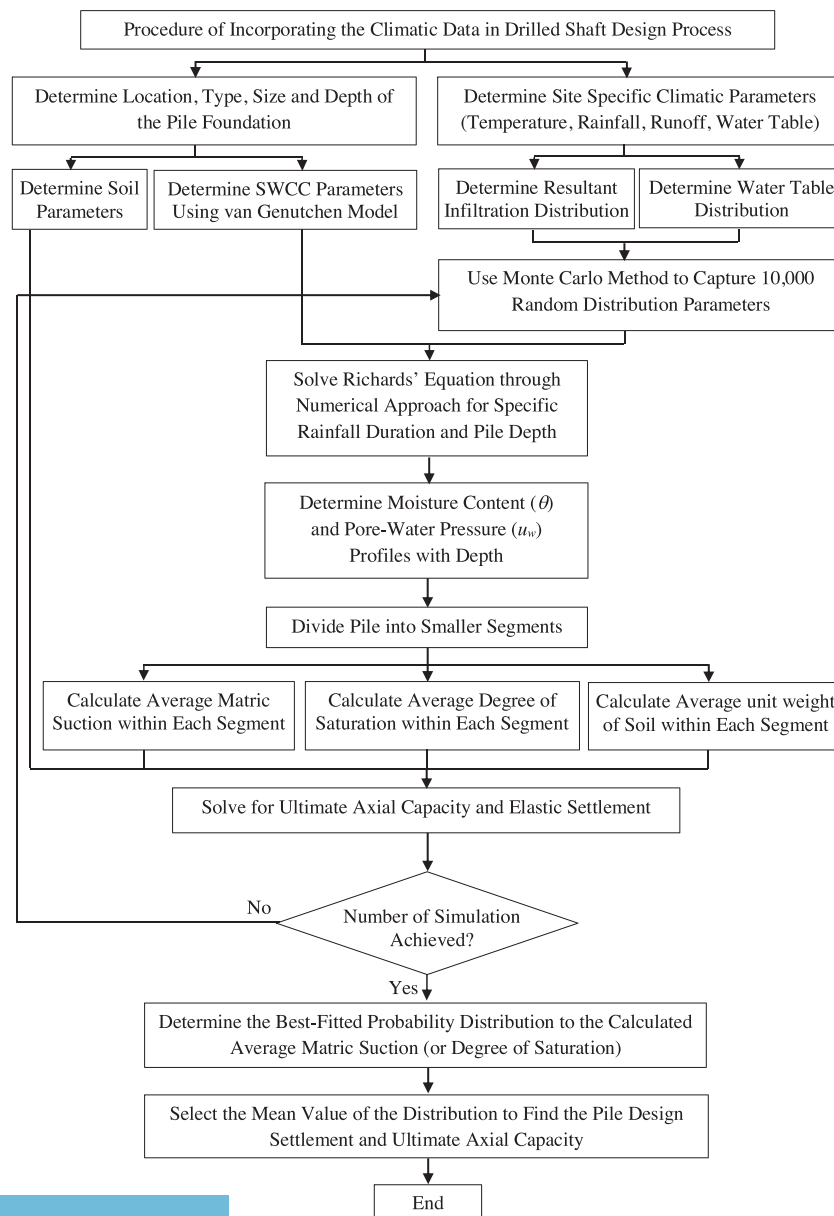 Procedure of Incorporating the Climatic Data in Drilled Shaft Design Process
Determine Location, Type, Size and Depth of
the Pile Foundation
Determine Site Specific Climatic Parameters
(Temperature, Rainfall, Runoff, Water Table)
Determine Soil
Parameters
Determine SWCC Parameters
Using van Genutchen Model
Determine Resultant
Infiltration Distribution
Determine Water Table
Distribution
Use Monte Carlo Method to Capture 10,000
Random Distribution Parameters
Solve Richards' Equation through
Numerical Approach for Specific
Rainfall Duration and Pile Depth
Determine Moisture Content (θ)
and Pore-Water Pressure (u_w)
Profiles with Depth
Divide Pile into Smaller Segments
Calculate Average Matric
Suction within Each Segment
Calculate Average Degree of
Saturation within Each Segment
Calculate Average unit weight
of Soil within Each Segment
Solve for Ultimate Axial Capacity and Elastic Settlement
No
Number of Simulation
Achieved?
Yes
Determine the Best-Fitted Probability Distribution to the Calculated
Average Matric Suction (or Degree of Saturation)
Select the Mean Value of the Distribution to Find the Pile Design
Settlement and Ultimate Axial Capacity
End